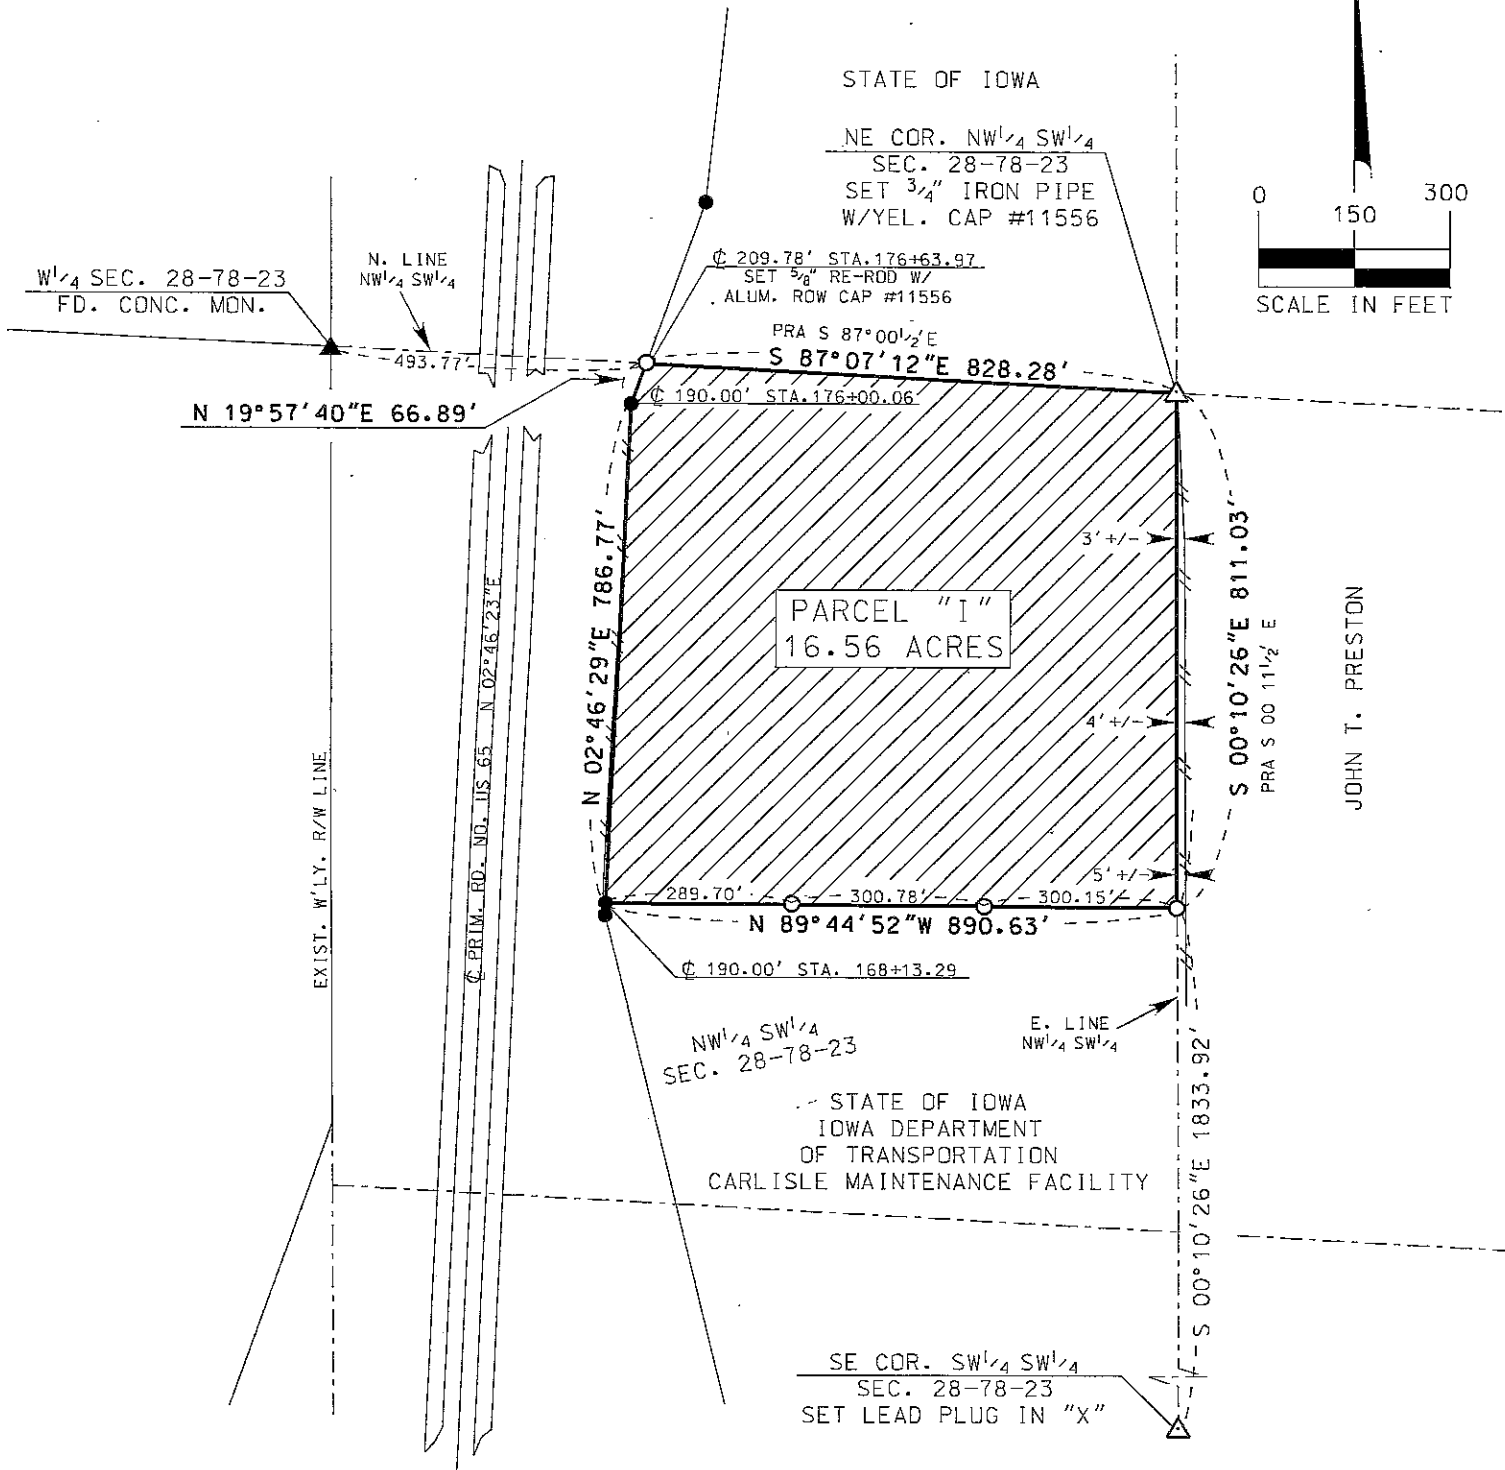 STATE OF IOWA
NE COR. NW1/4 SW1/4
SEC. 28-78-23
SET 3/4" IRON PIPE
W/YEL. CAP #11556
0 150 300
SCALE IN FEET
W1/4 SEC. 28-78-23
FD. CONC. MON.
N. LINE
NW1/4 SW1/4
℄ 209.78' STA.176+63.97
SET 5/8" RE-ROD W/
ALUM. ROW CAP #11556
PRA S 87°00 1/2' E
S 87°07'12"E 828.28'
493.77'
N 19°57'40"E 66.89'
℄ 190.00' STA.176+00.06
N 02°46'29"E 786.77'
PARCEL "I"
16.56 ACRES
3'+/-
4'+/-
5'+/-
S 00°10'26"E 811.03'
PRA S 00 11 1/2' E
JOHN T. PRESTON
EXIST. W'LY. R/W LINE
℄ PRIM. RD. NO. US 65 N 02°46'23"E
289.70'
300.78'
300.15'
N 89°44'52"W 890.63'
℄ 190.00' STA. 168+13.29
NW1/4 SW1/4
SEC. 28-78-23
E. LINE
NW1/4 SW1/4
STATE OF IOWA
IOWA DEPARTMENT
OF TRANSPORTATION
CARLISLE MAINTENANCE FACILITY
S 00°10'26"E 1833.92'
SE COR. SW1/4 SW1/4
SEC. 28-78-23
SET LEAD PLUG IN "X"